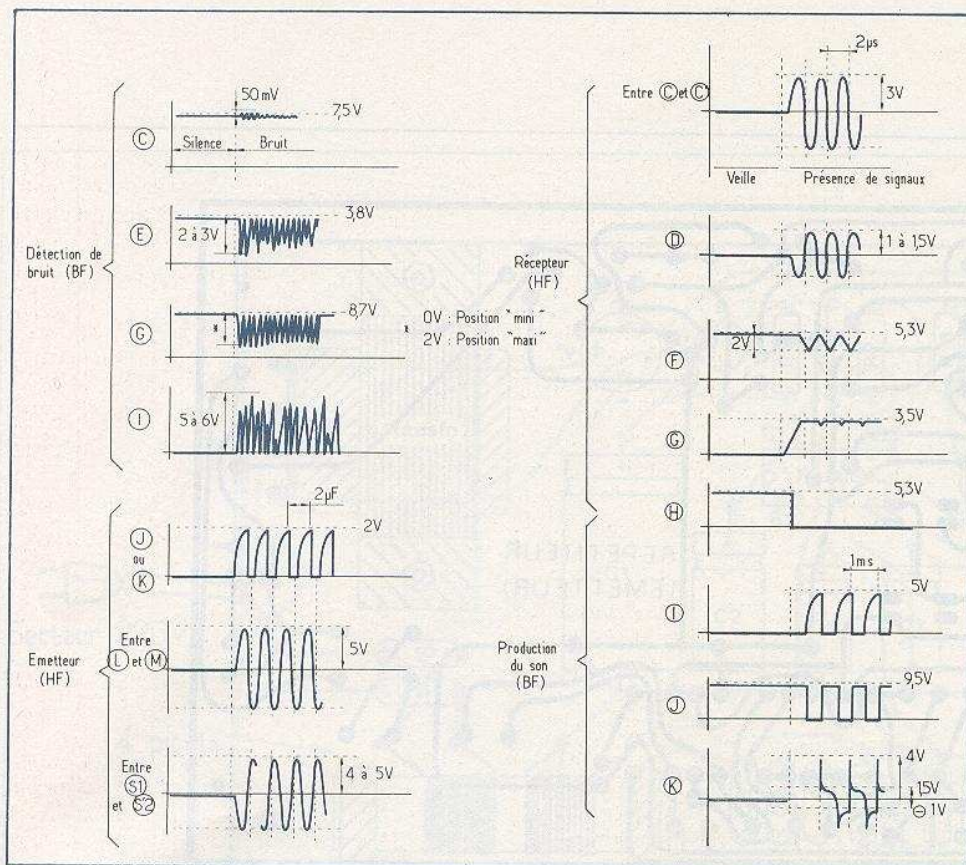 Détection de
bruit (BF)
C
50mV
7,5V
Silence
Bruit
E
2 à 3V
3,8V
G
*
8,7V
* 0V : Position "mini"
2V : Position "maxi"
I
5 à 6V
Emetteur
(HF)
J
ou
K
2µF
2V
Entre
L et M
5V
Entre
S1
et S2
4 à 5V
Récepteur
(HF)
Entre C et C'
2µs
3V
Veille
Présence de signaux
D
1 à 1,5V
F
2V
5,3V
G
3,5V
H
5,3V
Production
du son
(BF)
I
1ms
5V
J
9,5V
K
4V
1,5V
⊖ 1V